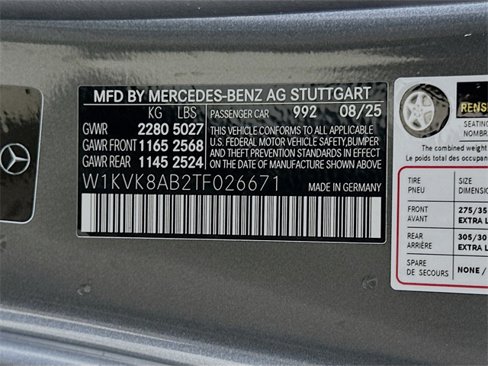 MFD BY MERCEDES-BENZ AG STUTTGART
KG LBS PASSENGER CAR 992 08/25
GVWR 2280 5027
GAWR FRONT 1165 2568
GAWR REAR 1145 2524
THIS VEHICLE CONFORMS TO ALL APPLICABLE
U.S. FEDERAL MOTOR VEHICLE SAFETY, BUMPER
AND THEFT PREVENTION STANDARDS IN EFFECT
ON THE DATE OF MANUFACTURE SHOWN ABOVE
W1KVK8AB2TF026671 MADE IN GERMANY
SEATING
NOMBRE
Le poids total des occupan
TIRE
PNEU
SIZE
DIMENSION
FRONT
AVANT
275/35
EXTRA L
REAR
ARRIÈRE
305/30
EXTRA L
SPARE
DE SECOURS
NONE /